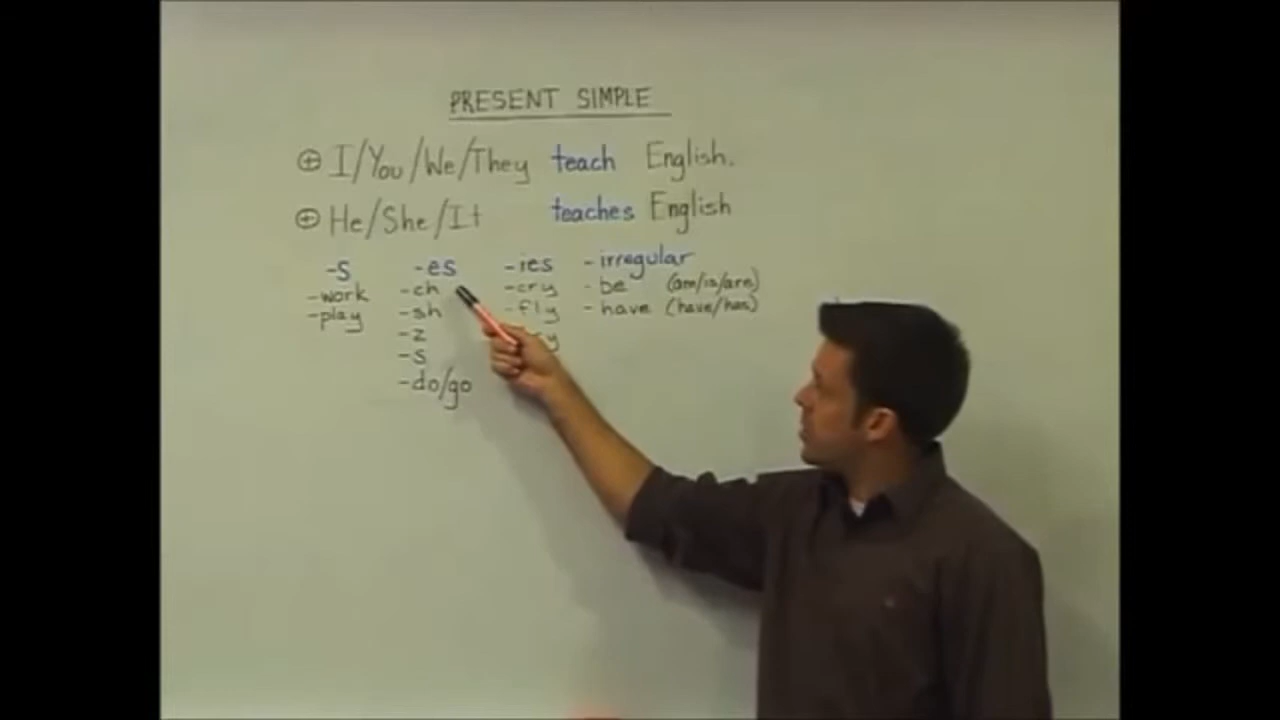 PRESENT SIMPLE
⊕ I/You/We/They teach English.
⊕ He/She/It teaches English
-s -es -ies -irregular
-work -ch -cry -be (am/is/are)
-play -sh -fly -have (have/has)
-z
-s
-do/go